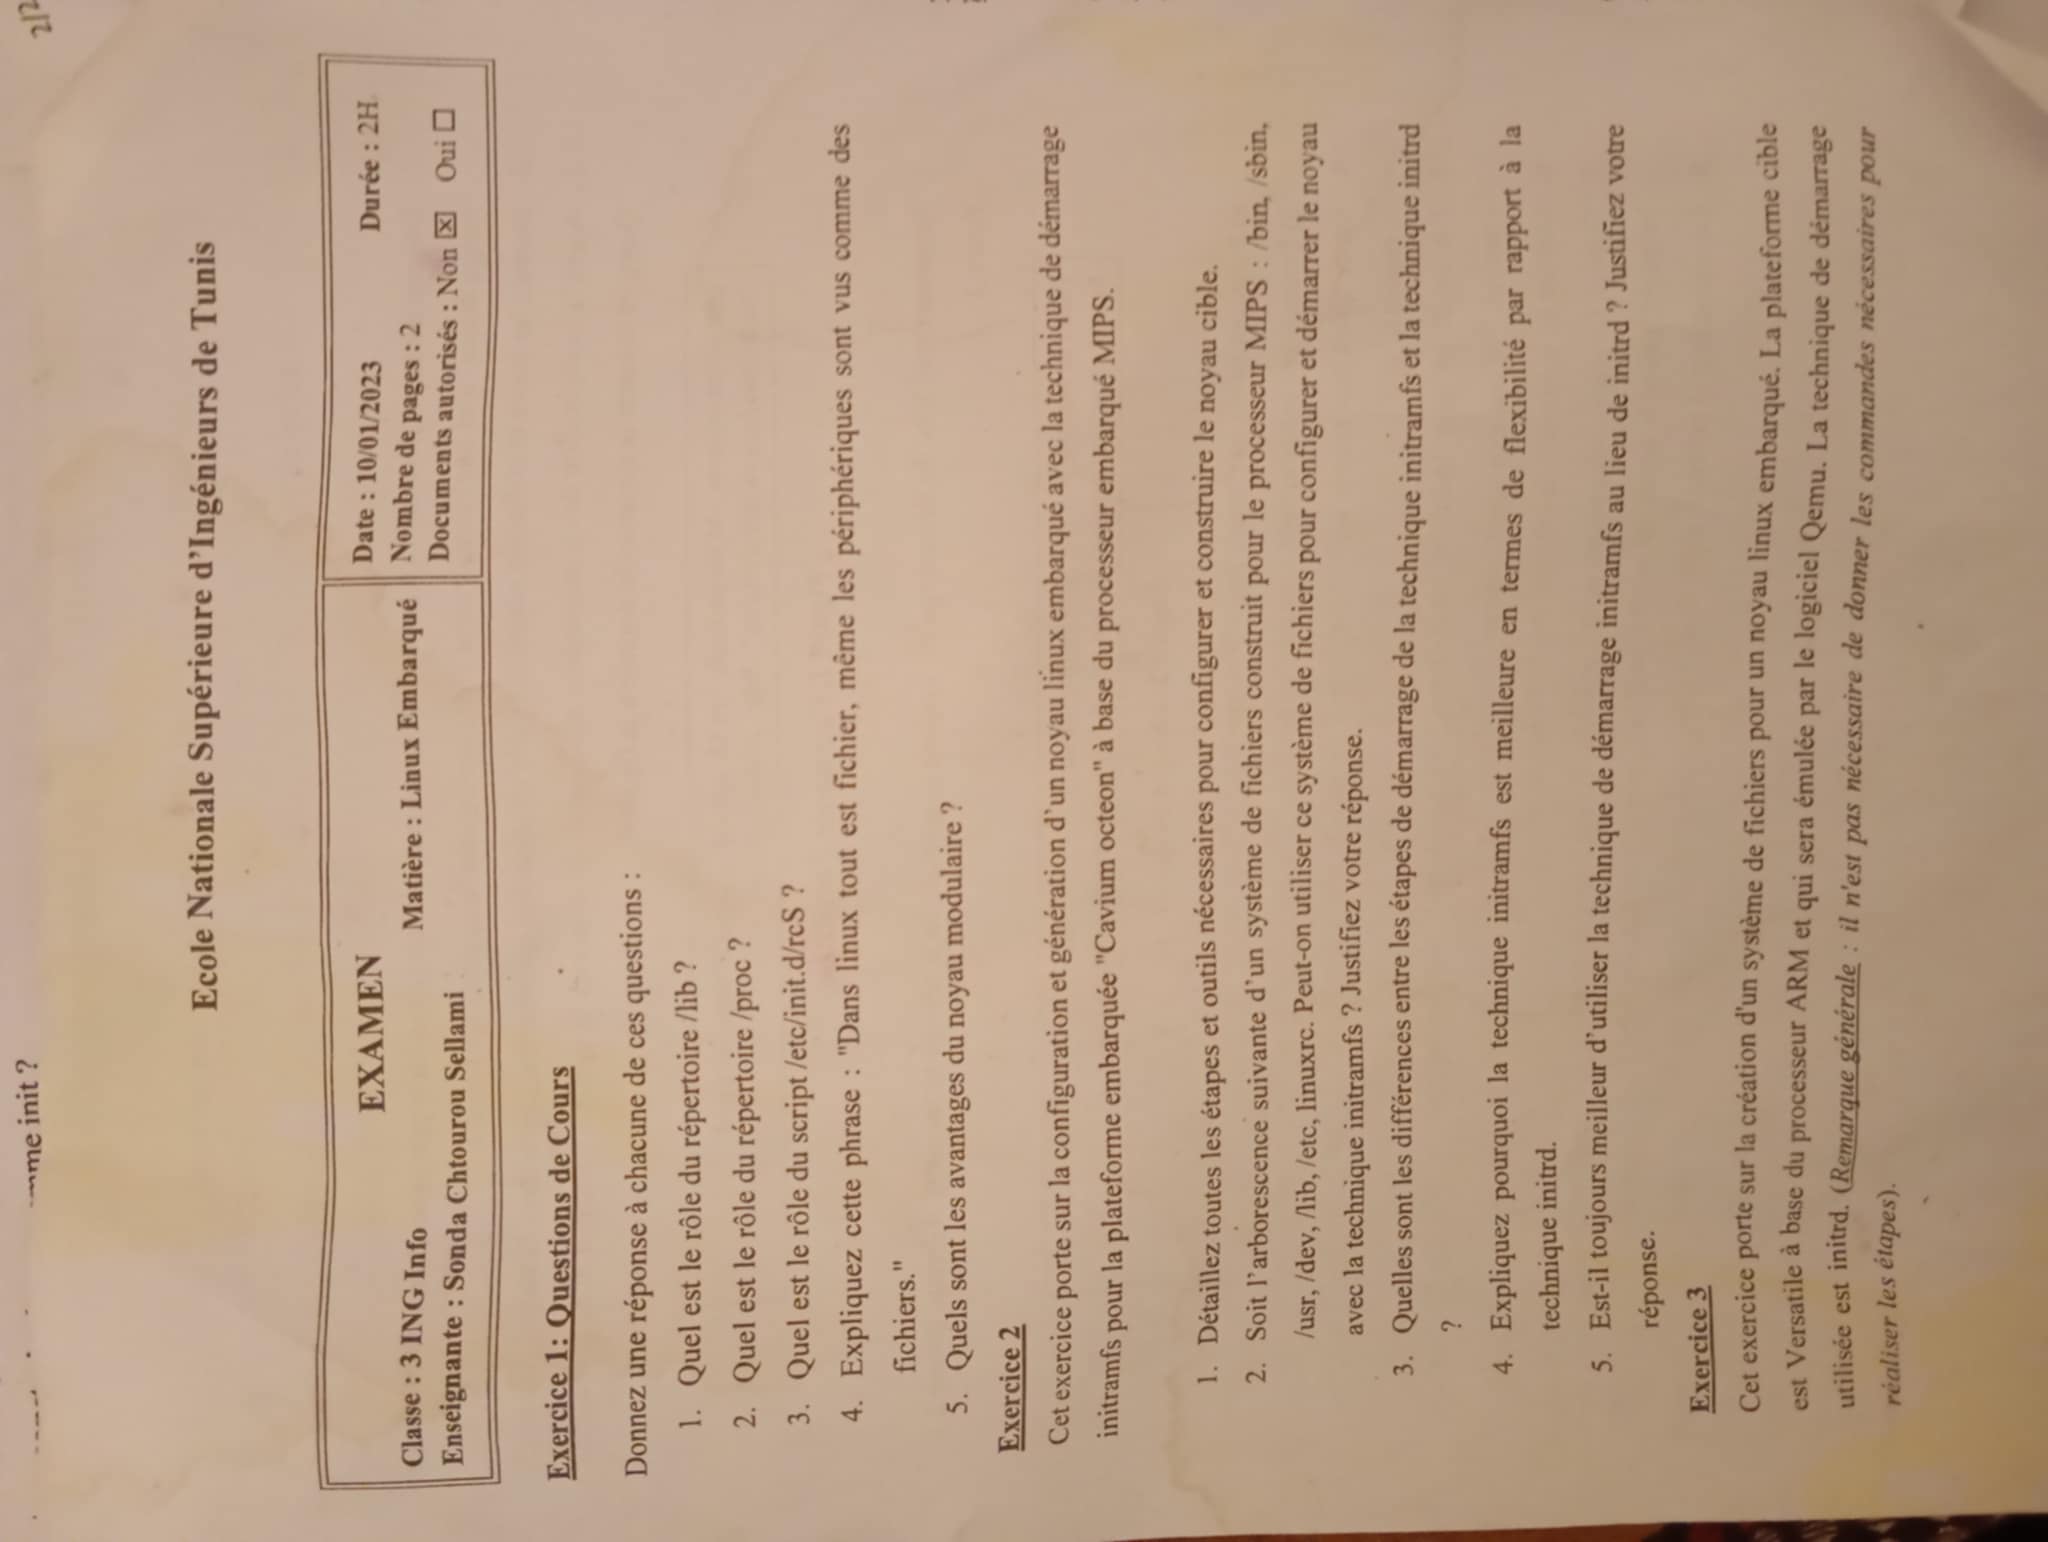 init ?
2/2
Ecole Nationale Supérieure d'Ingénieurs de Tunis
EXAMEN
Classe : 3 ING Info Matière : Linux Embarqué
Enseignante : Sonda Chtourou Sellami
Date : 10/01/2023 Durée : 2H
Nombre de pages : 2
Documents autorisés : Non ☒ Oui ☐
Exercice 1: Questions de Cours
Donnez une réponse à chacune de ces questions :
1. Quel est le rôle du répertoire /lib ?
2. Quel est le rôle du répertoire /proc ?
3. Quel est le rôle du script /etc/init.d/rcS ?
4. Expliquez cette phrase : "Dans linux tout est fichier, même les périphériques sont vus comme des
fichiers."
5. Quels sont les avantages du noyau modulaire ?
Exercice 2
Cet exercice porte sur la configuration et génération d'un noyau linux embarqué avec la technique de démarrage
initramfs pour la plateforme embarquée "Cavium octeon" à base du processeur embarqué MIPS.
1. Détaillez toutes les étapes et outils nécessaires pour configurer et construire le noyau cible.
2. Soit l'arborescence suivante d'un système de fichiers construit pour le processeur MIPS : /bin, /sbin,
/usr, /dev, /lib, /etc, linuxrc. Peut-on utiliser ce système de fichiers pour configurer et démarrer le noyau
avec la technique initramfs ? Justifiez votre réponse.
3. Quelles sont les différences entre les étapes de démarrage de la technique initramfs et la technique initrd
?
4. Expliquez pourquoi la technique initramfs est meilleure en termes de flexibilité par rapport à la
technique initrd.
5. Est-il toujours meilleur d'utiliser la technique de démarrage initramfs au lieu de initrd ? Justifiez votre
réponse.
Exercice 3
Cet exercice porte sur la création d'un système de fichiers pour un noyau linux embarqué. La plateforme cible
est Versatile à base du processeur ARM et qui sera émulée par le logiciel Qemu. La technique de démarrage
utilisée est initrd. (Remarque générale : il n'est pas nécessaire de donner les commandes nécessaires pour
réaliser les étapes).